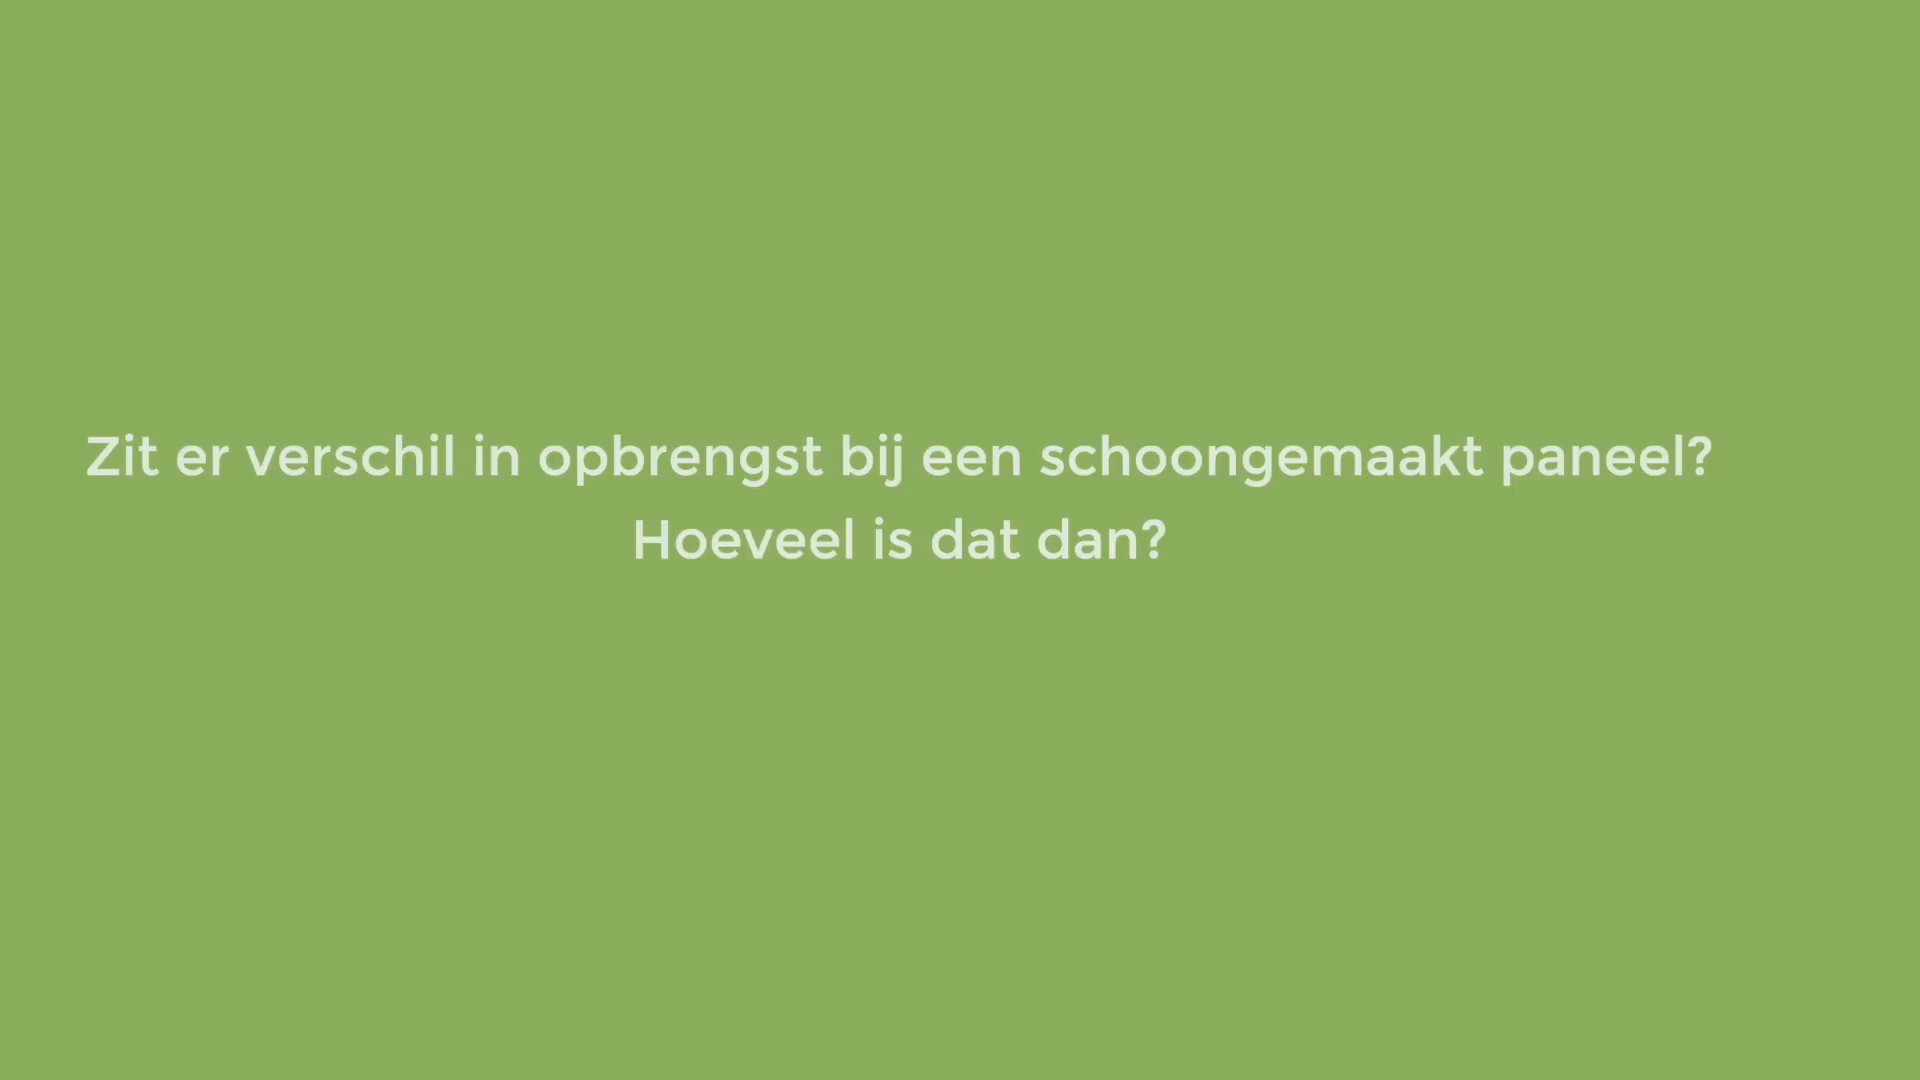 Zit er verschil in opbrengst bij een schoongemaakt paneel?
Hoeveel is dat dan?